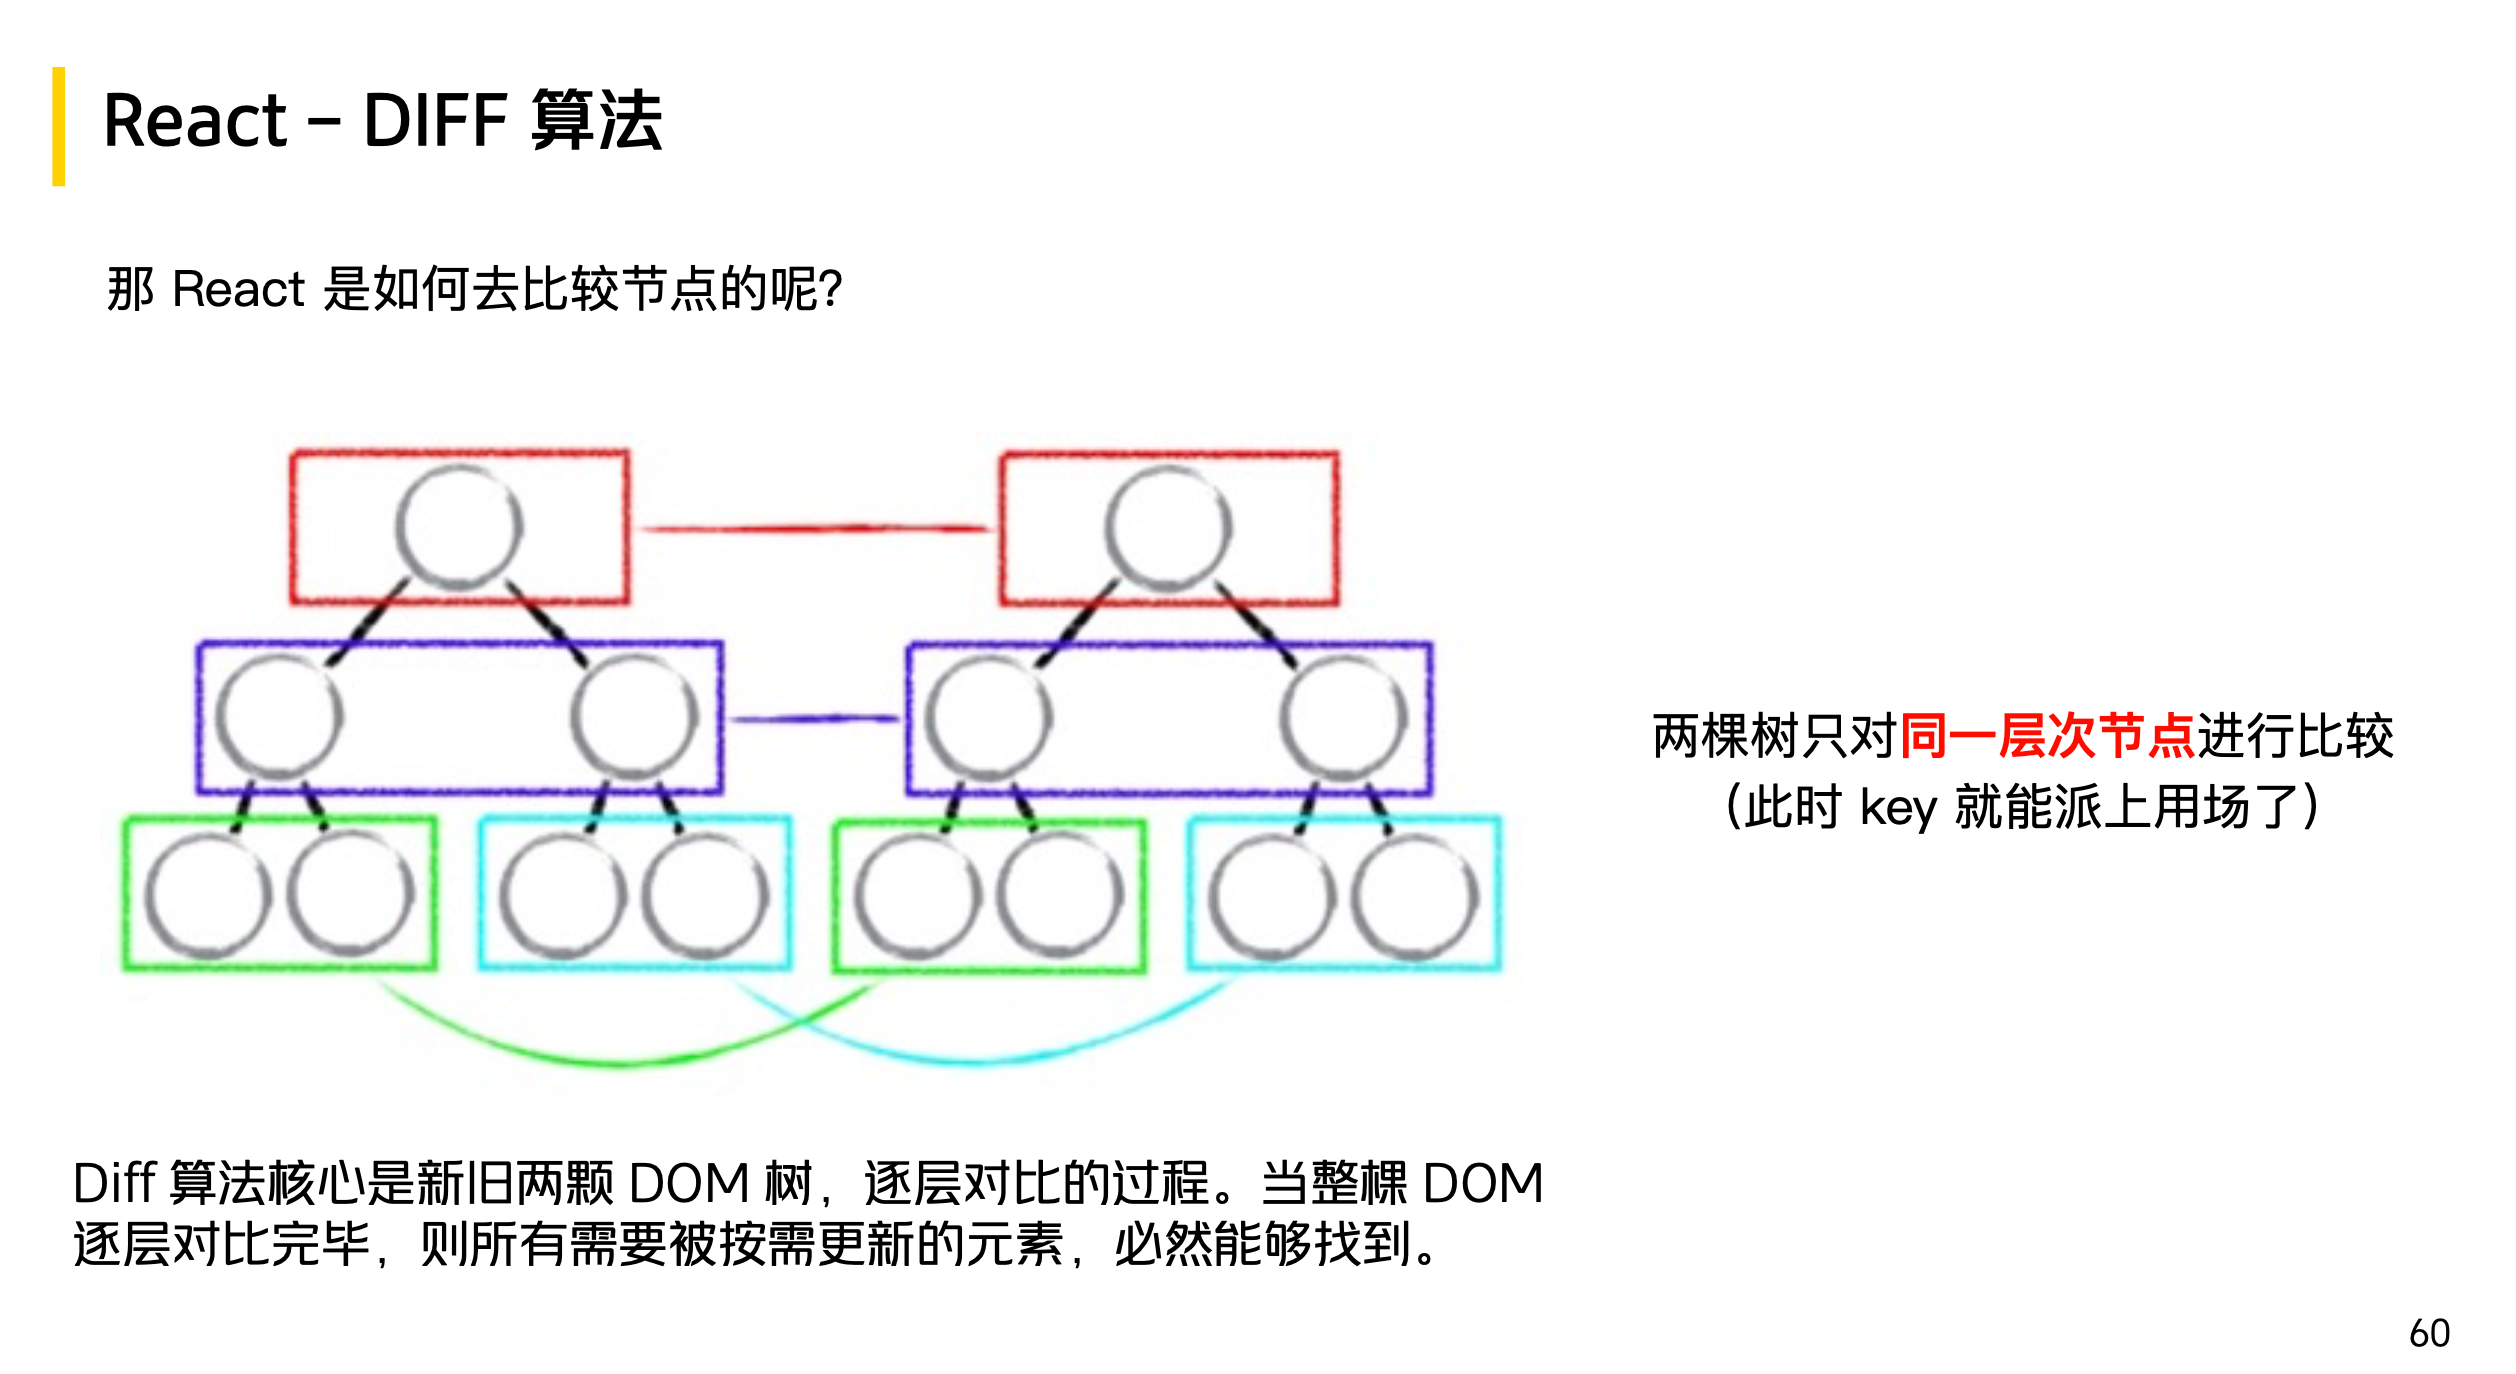 React - DIFF 算法
那 React 是如何去比较节点的呢？
两棵树只对同一层次节点进行比较
（此时 key 就能派上用场了）
Diff 算法核心是新旧两颗 DOM 树，逐层对比的过程。当整棵 DOM
逐层对比完毕，则所有需要被按需更新的元素，必然能够找到。
60